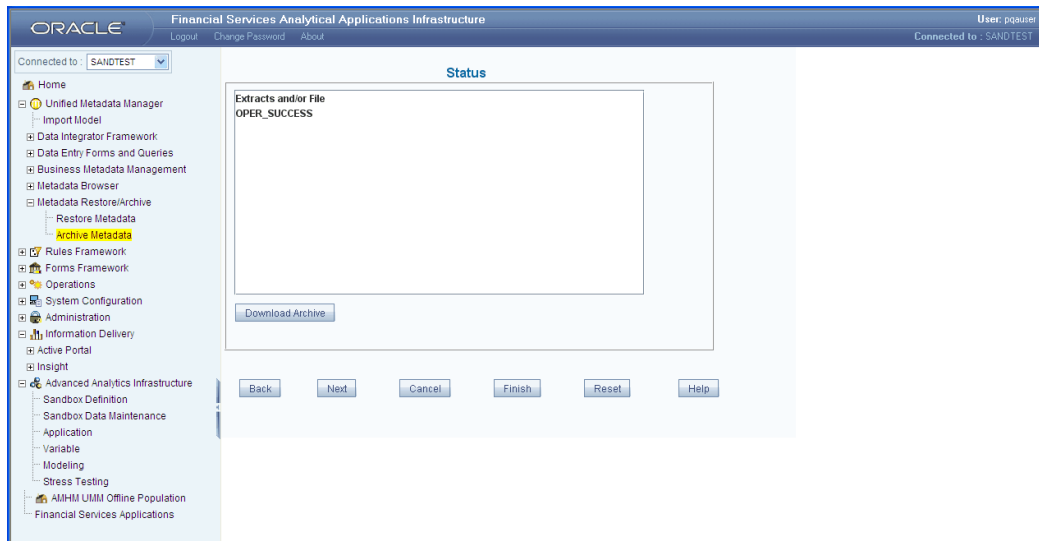 ORACLE
Financial Services Analytical Applications Infrastructure
User: pqauser
Logout Change Password About
Connected to : SANDTEST
Connected to : SANDTEST
Home
Unified Metadata Manager
Import Model
Data Integrator Framework
Data Entry Forms and Queries
Business Metadata Management
Metadata Browser
Metadata Restore/Archive
Restore Metadata
Archive Metadata
Rules Framework
Forms Framework
Operations
System Configuration
Administration
Information Delivery
Active Portal
Insight
Advanced Analytics Infrastructure
Sandbox Definition
Sandbox Data Maintenance
Application
Variable
Modeling
Stress Testing
AMHM UMM Offline Population
Financial Services Applications
Status
Extracts and/or File
OPER_SUCCESS
Download Archive
Back Next Cancel Finish Reset Help